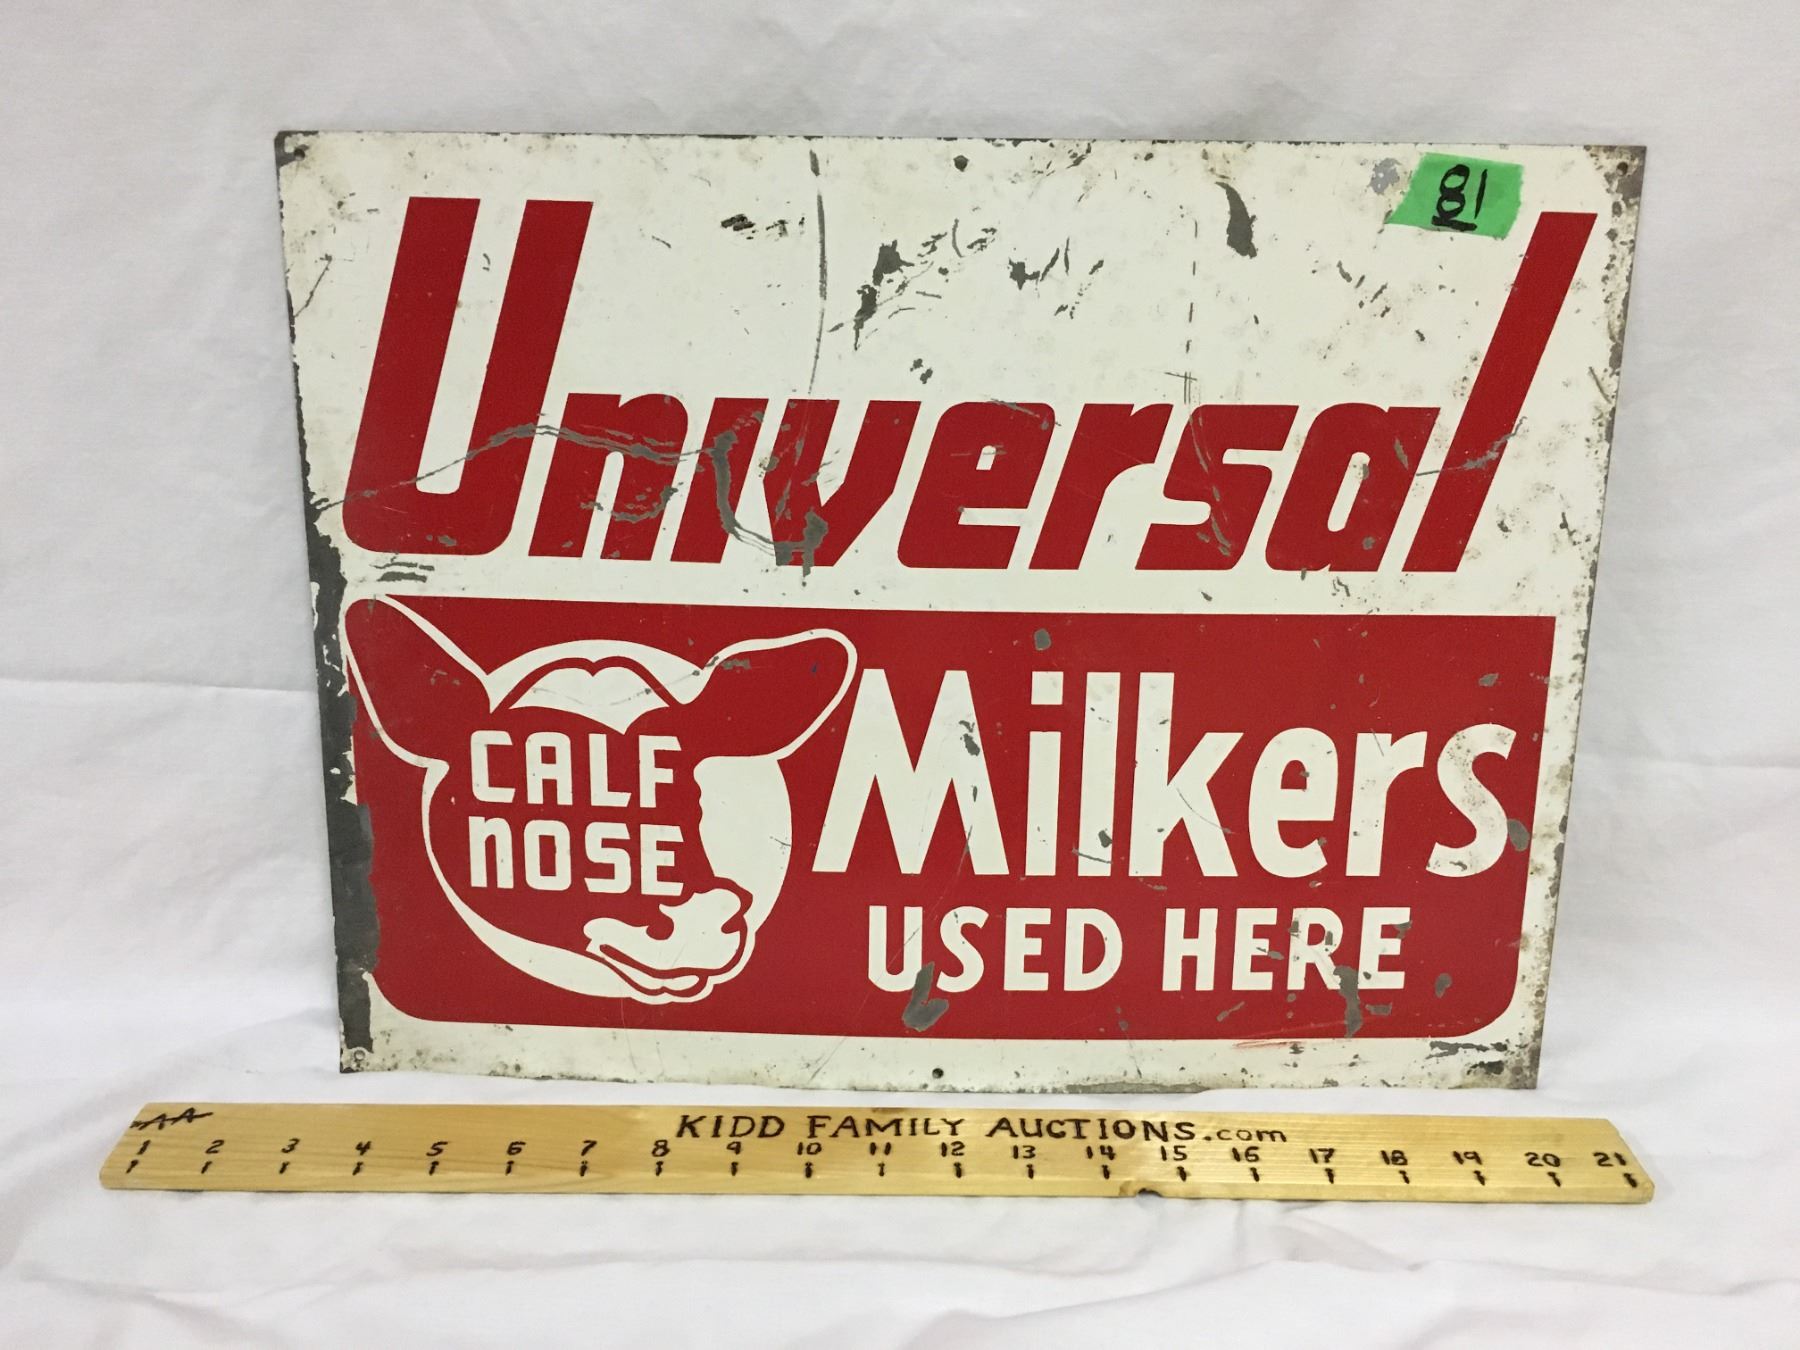 81
Universal
CALF
NOSE
Milkers
USED HERE
KIDD FAMILY AUCTIONS.com
1 2 3 4 5 6 7 8 9 10 11 12 13 14 15 16 17 18 19 20 21